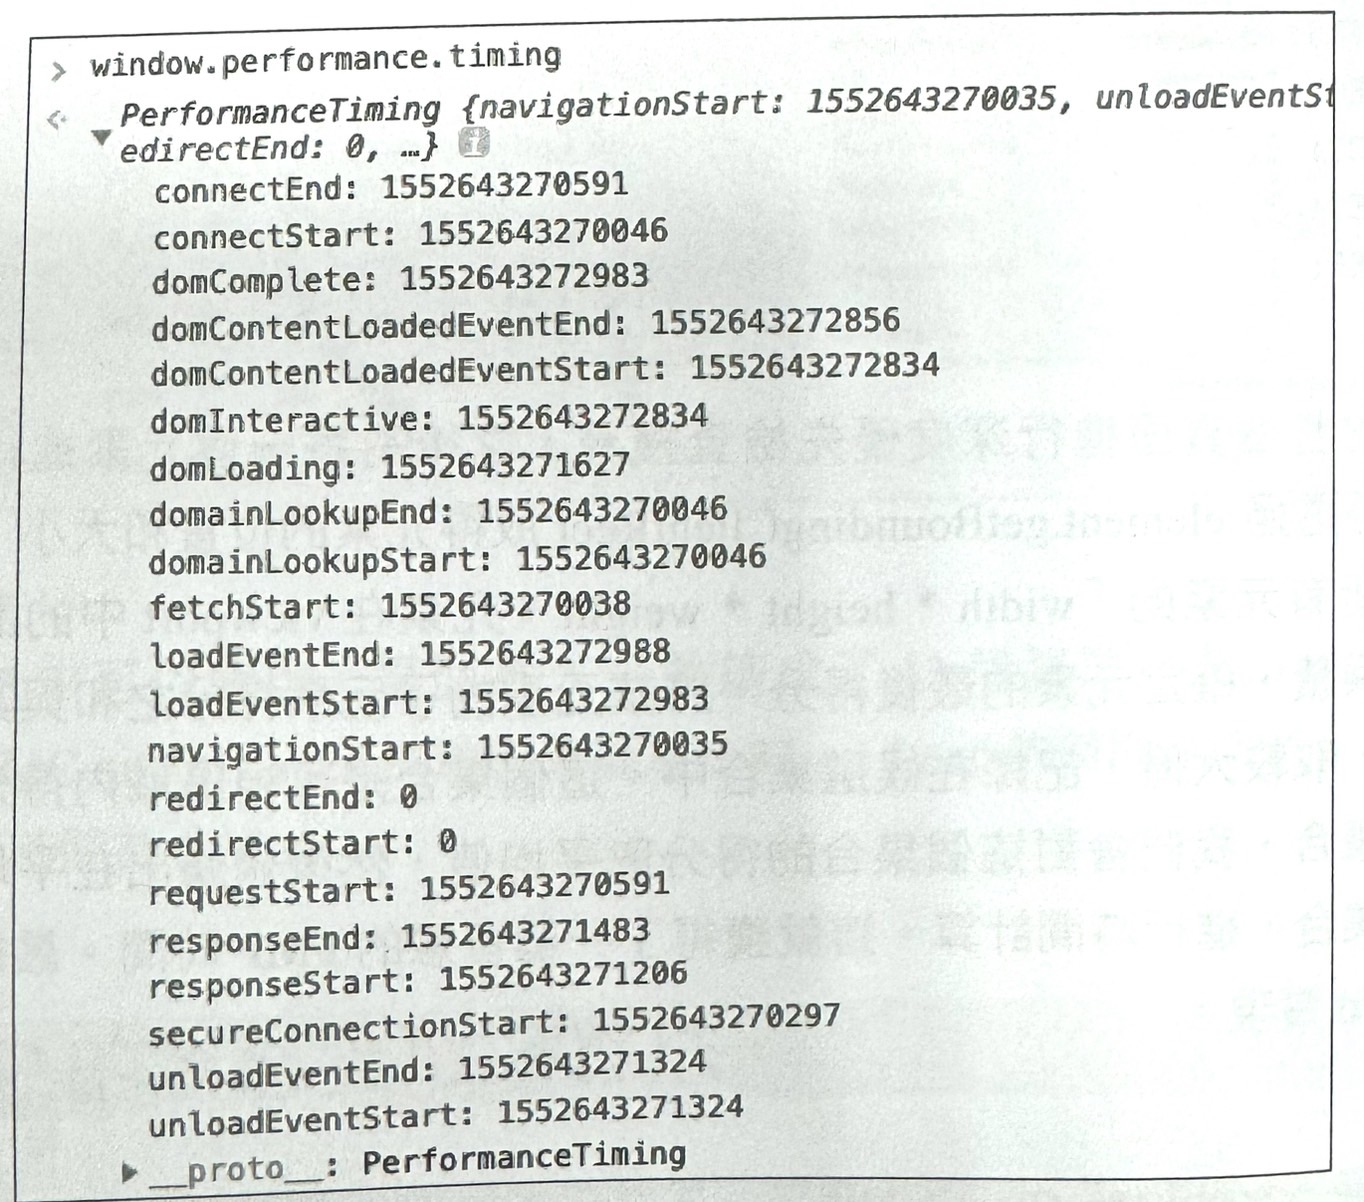 > window.performance.timing
<· PerformanceTiming {navigationStart: 1552643270035, unloadEventSt
▼ edirectEnd: 0, …} i
connectEnd: 1552643270591
connectStart: 1552643270046
domComplete: 1552643272983
domContentLoadedEventEnd: 1552643272856
domContentLoadedEventStart: 1552643272834
domInteractive: 1552643272834
domLoading: 1552643271627
domainLookupEnd: 1552643270046
domainLookupStart: 1552643270046
fetchStart: 1552643270038
loadEventEnd: 1552643272988
loadEventStart: 1552643272983
navigationStart: 1552643270035
redirectEnd: 0
redirectStart: 0
requestStart: 1552643270591
responseEnd: 1552643271483
responseStart: 1552643271206
secureConnectionStart: 1552643270297
unloadEventEnd: 1552643271324
unloadEventStart: 1552643271324
▶ __proto__: PerformanceTiming